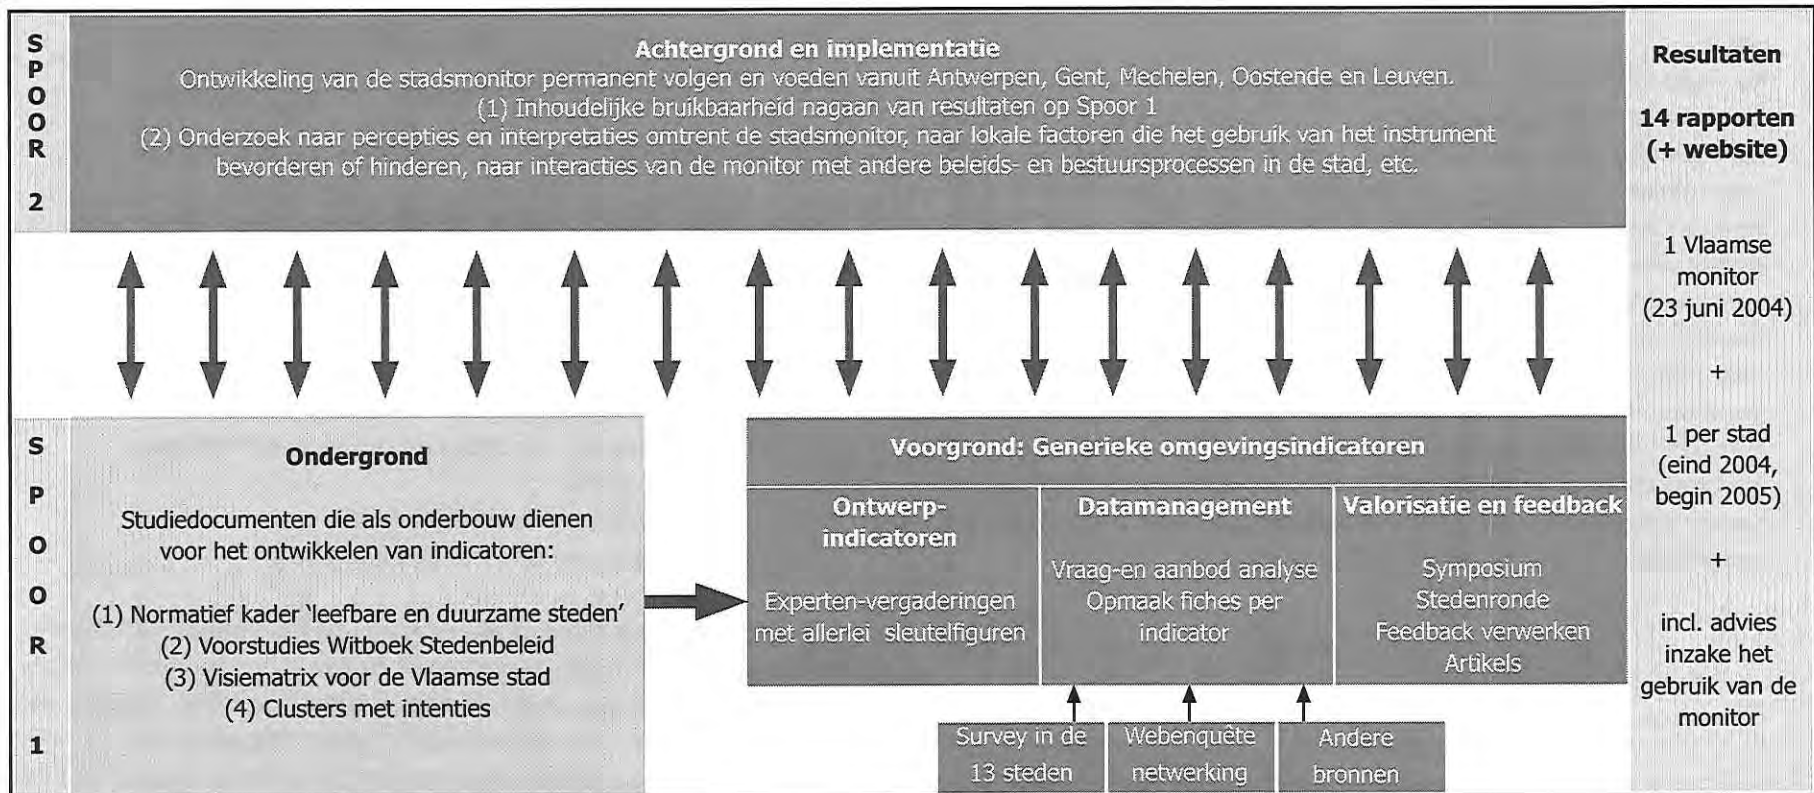 SPOOR 2
Achtergrond en implementatie
Ontwikkeling van de stadsmonitor permanent volgen en voeden vanuit Antwerpen, Gent, Mechelen, Oostende en Leuven.
(1) Inhoudelijke bruikbaarheid nagaan van resultaten op Spoor 1
(2) Onderzoek naar percepties en interpretaties omtrent de stadsmonitor, naar lokale factoren die het gebruik van het instrument
bevorderen of hinderen, naar interacties van de monitor met andere beleids- en bestuursprocessen in de stad, etc.
SPOOR 1
Ondergrond
Studiedocumenten die als onderbouw dienen
voor het ontwikkelen van indicatoren:
(1) Normatief kader ‘leefbare en duurzame steden’
(2) Voorstudies Witboek Stedenbeleid
(3) Visiematrix voor de Vlaamse stad
(4) Clusters met intenties
Voorgrond: Generieke omgevingsindicatoren
Ontwerp-
indicatoren
Experten-vergaderingen
met allerlei sleutelfiguren
Datamanagement
Vraag-en aanbod analyse
Opmaak fiches per
indicator
Valorisatie en feedback
Symposium
Stedenronde
Feedback verwerken
Artikels
Survey in de
13 steden
Webenquête
netwerking
Andere
bronnen
Resultaten
14 rapporten
(+ website)
1 Vlaamse
monitor
(23 juni 2004)
+
1 per stad
(eind 2004,
begin 2005)
+
incl. advies
inzake het
gebruik van de
monitor